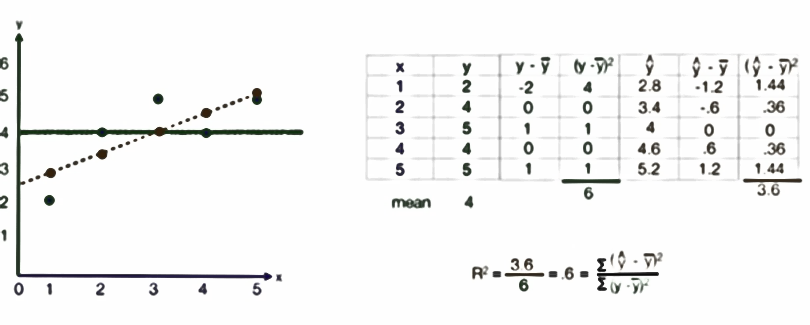 y
6
5
4
3
2
1
0 1 2 3 4 5 x
x y y - ȳ (y - ȳ)² ŷ ŷ - ȳ (ŷ - ȳ)²
1 2 -2 4 2.8 -1.2 1.44
2 4 0 0 3.4 -.6 .36
3 5 1 1 4 0 0
4 4 0 0 4.6 .6 .36
5 5 1 1 5.2 1.2 1.44
mean 4 6 3.6
R² = 3.6 / 6 = .6 = Σ(ŷ - ȳ)² / Σ(y - ȳ)²